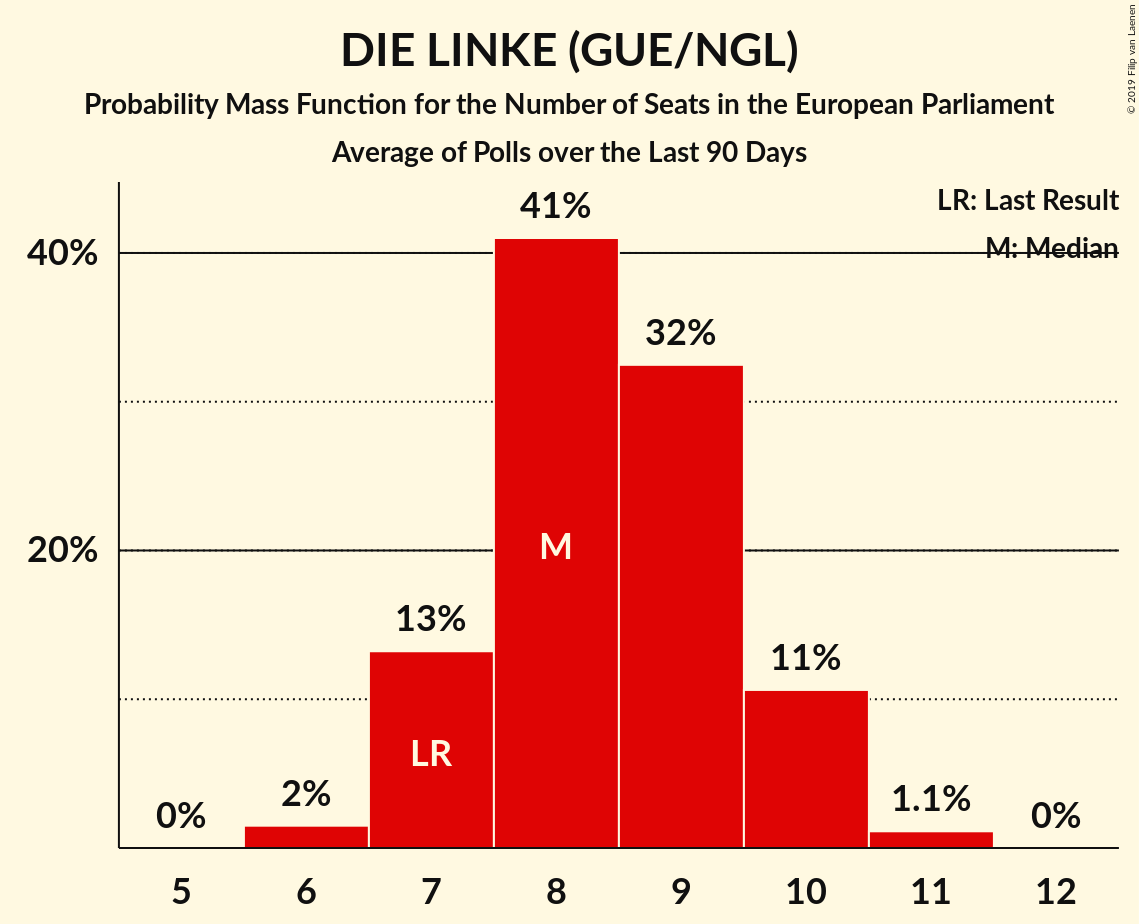 DIE LINKE (GUE/NGL)
Probability Mass Function for the Number of Seats in the European Parliament
Average of Polls over the Last 90 Days
© 2019 Filip van Laenen
LR: Last Result
M: Median
41%
40%
32%
20%
M
13%
11%
LR
2%
1.1%
0%
0%
5 6 7 8 9 10 11 12